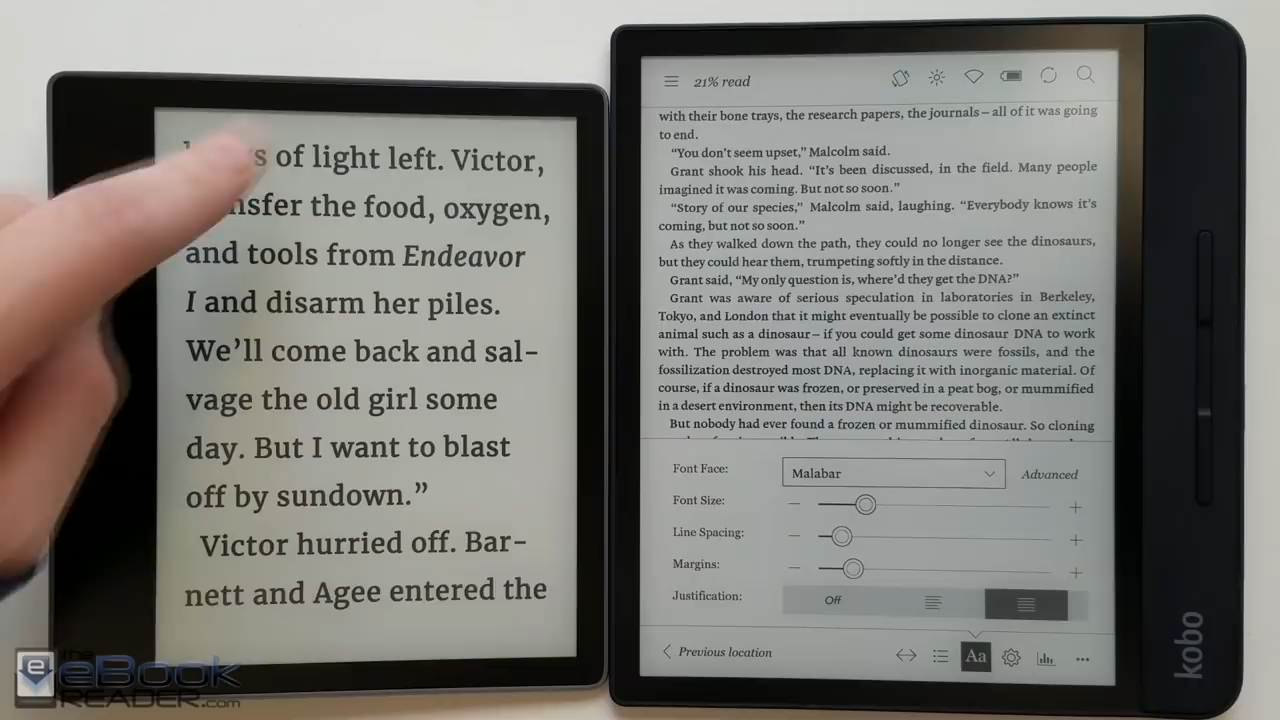 of light left. Victor,
the food, oxygen,
and tools from Endeavor
I and disarm her piles.
We'll come back and sal-
vage the old girl some
day. But I want to blast
off by sundown."
Victor hurried off. Bar-
nett and Agee entered the
21% read
with their bone trays, the research papers, the journals – all of it was going
to end.
"You don't seem upset," Malcolm said.
Grant shook his head. "It's been discussed, in the field. Many people
imagined it was coming. But not so soon."
"Story of our species," Malcolm said, laughing. "Everybody knows it's
coming, but not so soon."
As they walked down the path, they could no longer see the dinosaurs,
but they could hear them, trumpeting softly in the distance.
Grant said, "My only question is, where'd they get the DNA?"
Grant was aware of serious speculation in laboratories in Berkeley,
Tokyo, and London that it might eventually be possible to clone an extinct
animal such as a dinosaur – if you could get some dinosaur DNA to work
with. The problem was that all known dinosaurs were fossils, and the
fossilization destroyed most DNA, replacing it with inorganic material. Of
course, if a dinosaur was frozen, or preserved in a peat bog, or mummified
in a desert environment, then its DNA might be recoverable.
But nobody had ever found a frozen or mummified dinosaur. So cloning
Font Face:
Malabar
Advanced
Font Size:
Line Spacing:
Margins:
Justification:
Off
Previous location
Aa
kobo
the
eBook
READER.com